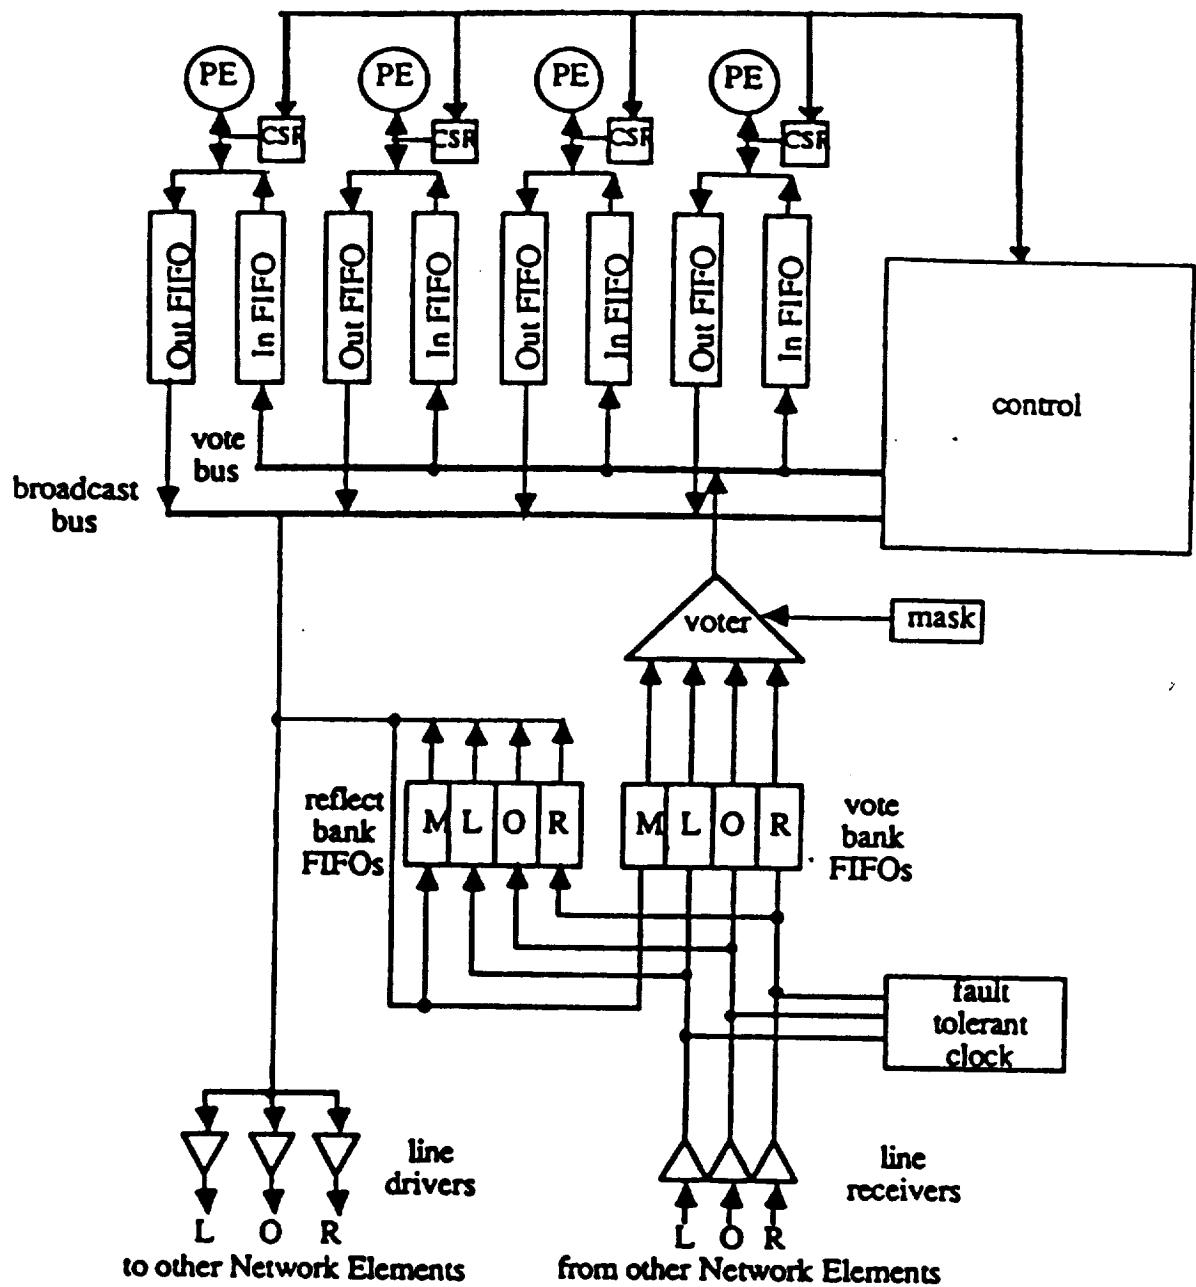 PE PE PE PE
CSR CSR CSR CSR
Out FIFO
In FIFO
Out FIFO
In FIFO
Out FIFO
In FIFO
Out FIFO
In FIFO
control
vote
bus
broadcast
bus
voter
mask
reflect
bank
FIFOs
M L O R
M L O R
vote
bank
FIFOs
fault
tolerant
clock
line
drivers
line
receivers
L O R
L O R
to other Network Elements
from other Network Elements